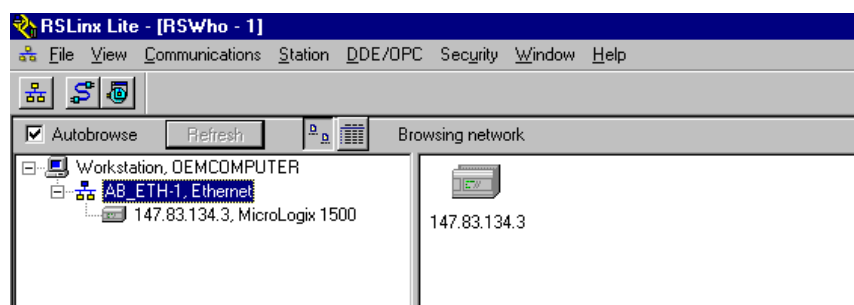 RSLinx Lite - [RSWho - 1]
File View Communications Station DDE/OPC Security Window Help
Autobrowse Refresh Browsing network
Workstation, OEMCOMPUTER
AB_ETH-1, Ethernet
147.83.134.3, MicroLogix 1500
147.83.134.3